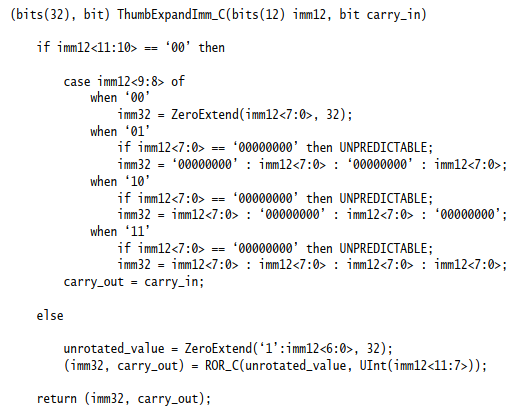 (bits(32), bit) ThumbExpandImm_C(bits(12) imm12, bit carry_in)
if imm12<11:10> == ‘00’ then
case imm12<9:8> of
when ‘00’
imm32 = ZeroExtend(imm12<7:0>, 32);
when ‘01’
if imm12<7:0> == ‘00000000’ then UNPREDICTABLE;
imm32 = ‘00000000’ : imm12<7:0> : ‘00000000’ : imm12<7:0>;
when ‘10’
if imm12<7:0> == ‘00000000’ then UNPREDICTABLE;
imm32 = imm12<7:0> : ‘00000000’ : imm12<7:0> : ‘00000000’;
when ‘11’
if imm12<7:0> == ‘00000000’ then UNPREDICTABLE;
imm32 = imm12<7:0> : imm12<7:0> : imm12<7:0> : imm12<7:0>;
carry_out = carry_in;
else
unrotated_value = ZeroExtend(‘1’:imm12<6:0>, 32);
(imm32, carry_out) = ROR_C(unrotated_value, UInt(imm12<11:7>));
return (imm32, carry_out);